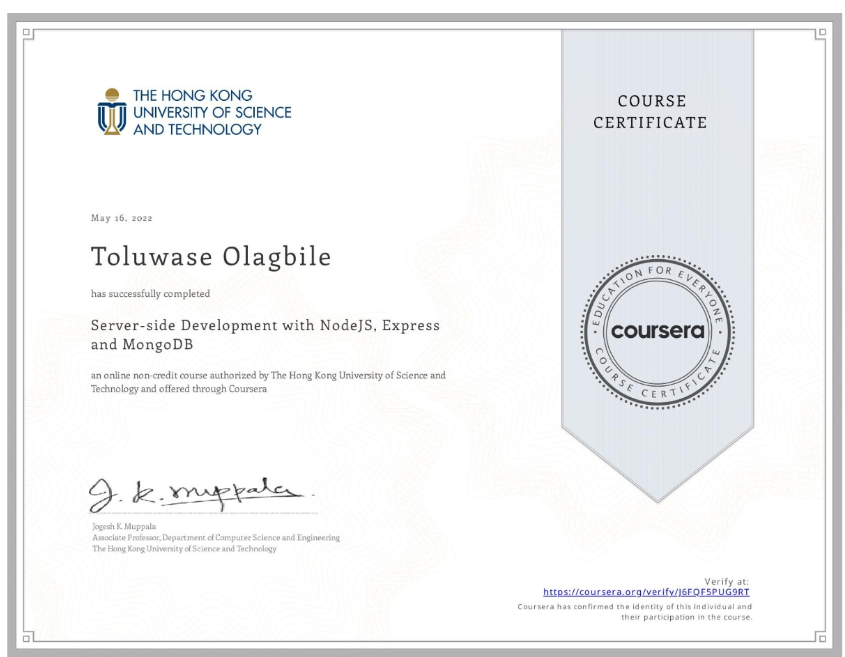 THE HONG KONG
UNIVERSITY OF SCIENCE
AND TECHNOLOGY
COURSE
CERTIFICATE
May 16, 2022
Toluwase Olagbile
has successfully completed
Server-side Development with NodeJS, Express
and MongoDB
an online non-credit course authorized by The Hong Kong University of Science and
Technology and offered through Coursera
EDUCATION FOR EVERYONE
coursera
COURSE CERTIFICATE
J. K. Muppala
Jogesh K. Muppala
Associate Professor, Department of Computer Science and Engineering
The Hong Kong University of Science and Technology
Verify at:
https://coursera.org/verify/J6FQF5PUG9RT
Coursera has confirmed the identity of this individual and
their participation in the course.